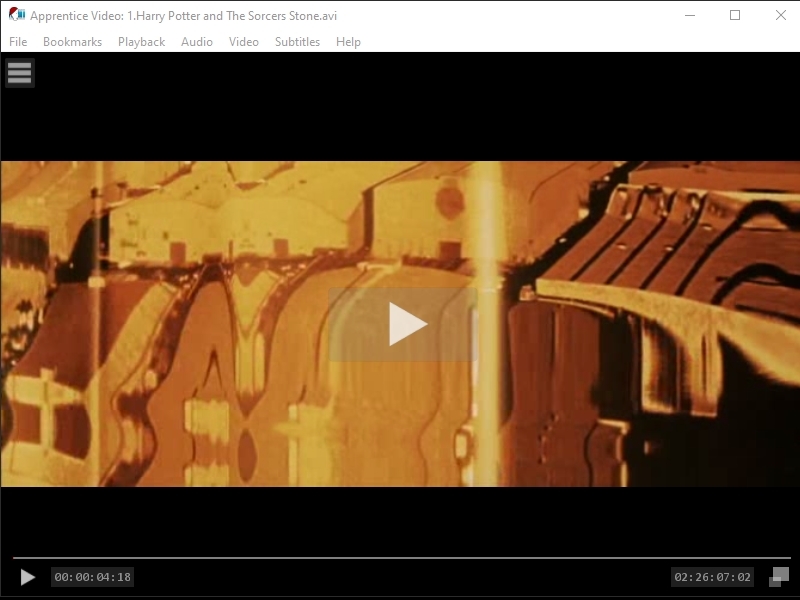 Apprentice Video: 1.Harry Potter and The Sorcers Stone.avi
File Bookmarks Playback Audio Video Subtitles Help
00:00:04:18 02:26:07:02